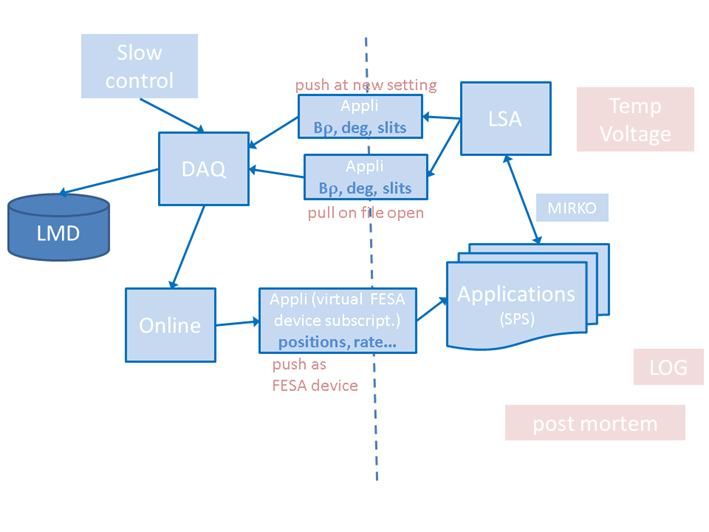 Slow
control
push at new setting
Appli
Bρ, deg, slits
LSA
Temp
Voltage
DAQ
Appli
Bρ, deg, slits
pull on file open
MIRKO
LMD
Online
Appli (virtual FESA
device subscript.)
positions, rate...
push as
FESA device
Applications
(SPS)
LOG
post mortem